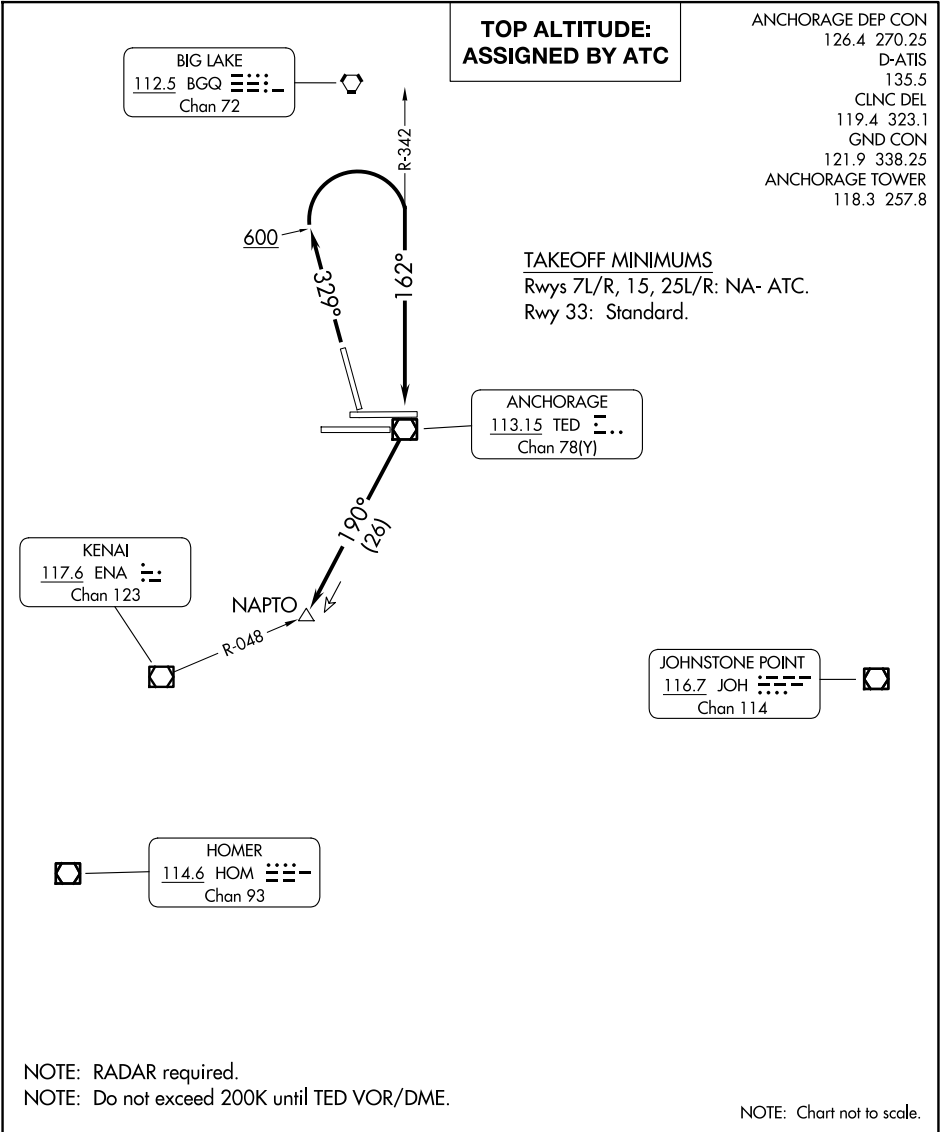 TOP ALTITUDE:
ASSIGNED BY ATC
ANCHORAGE DEP CON
126.4 270.25
D-ATIS
135.5
CLNC DEL
119.4 323.1
GND CON
121.9 338.25
ANCHORAGE TOWER
118.3 257.8
BIG LAKE
112.5 BGQ
Chan 72
R-342
600
329°
162°
TAKEOFF MINIMUMS
Rwys 7L/R, 15, 25L/R: NA- ATC.
Rwy 33: Standard.
ANCHORAGE
113.15 TED
Chan 78(Y)
190°
(26)
KENAI
117.6 ENA
Chan 123
NAPTO
R-048
JOHNSTONE POINT
116.7 JOH
Chan 114
HOMER
114.6 HOM
Chan 93
NOTE: RADAR required.
NOTE: Do not exceed 200K until TED VOR/DME.
NOTE: Chart not to scale.